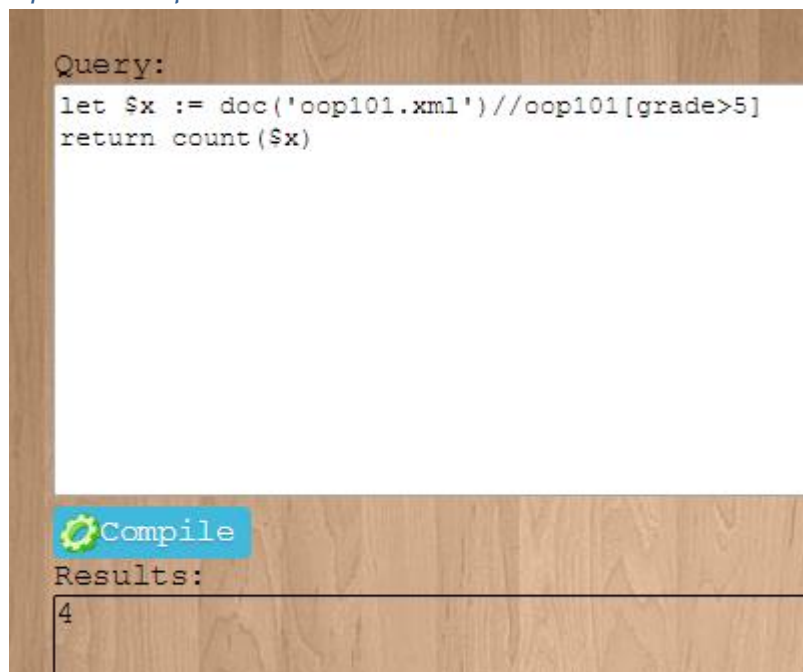 Query:
let $x := doc('oop101.xml')//oop101[grade>5]
return count($x)
Compile
Results:
4